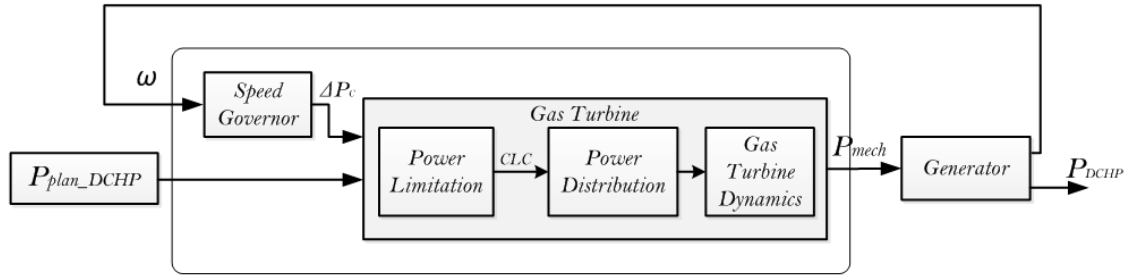 ω
Speed
Governor
ΔPc
Gas Turbine
Pplan_DCHP
Power
Limitation
CLC
Power
Distribution
Gas
Turbine
Dynamics
Pmech
Generator
PDCHP